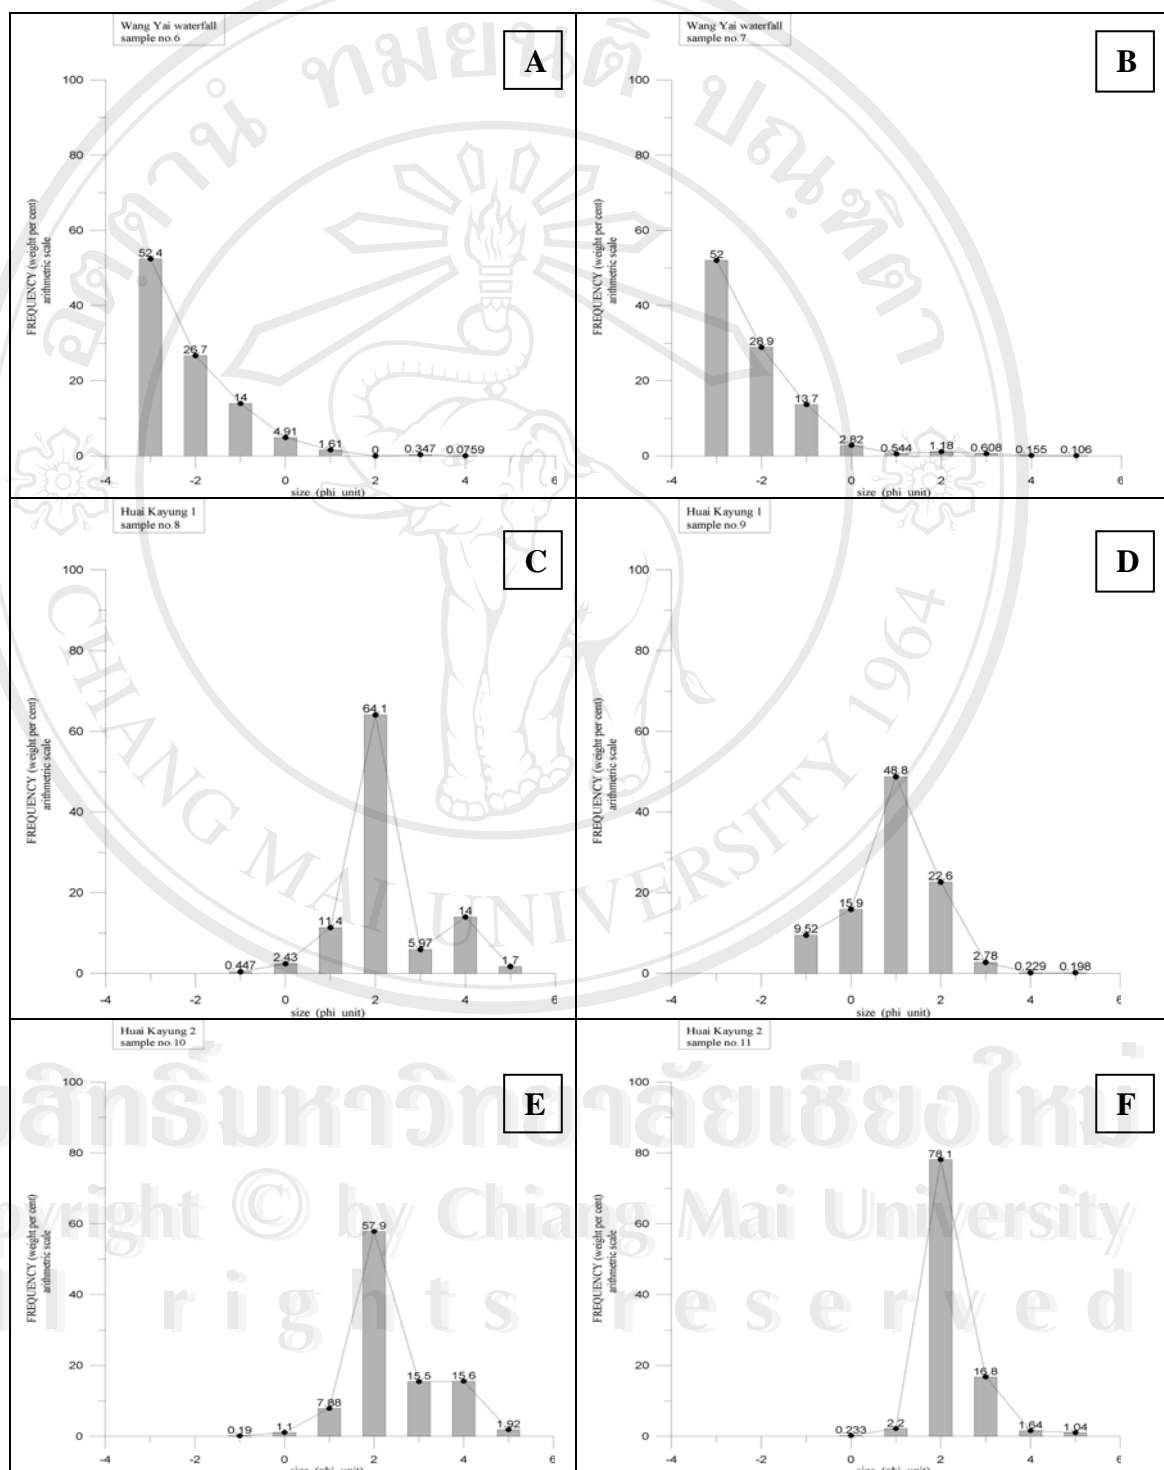 Wang Yai waterfall
sample no.6
A
100
80
60
40
20
0
FREQUENCY (weight per cent)
arithmetric scale
52.4
26.7
14
4.91
1.61
0
0.347
0.0759
-4 -2 0 2 4 6
size (phi unit)
Wang Yai waterfall
sample no.7
B
100
80
60
40
20
0
FREQUENCY (weight per cent)
arithmetric scale
52
28.9
13.7
2.82
0.544
1.18
0.608
0.155
0.106
-4 -2 0 2 4 6
size (phi unit)
Huai Kayung 1
sample no.8
C
100
80
60
40
20
0
FREQUENCY (weight per cent)
arithmetric scale
0.447
2.43
11.4
64.1
5.97
14
1.7
-4 -2 0 2 4 6
size (phi unit)
Huai Kayung 1
sample no.9
D
100
80
60
40
20
0
FREQUENCY (weight per cent)
arithmetric scale
9.52
15.9
48.8
22.6
2.78
0.229
0.198
-4 -2 0 2 4 6
size (phi unit)
Huai Kayung 2
sample no.10
E
100
80
60
40
20
0
FREQUENCY (weight per cent)
arithmetric scale
0.19
1.1
7.88
57.9
15.5
15.6
1.92
-4 -2 0 2 4 6
size (phi unit)
Huai Kayung 2
sample no.11
F
100
80
60
40
20
0
FREQUENCY (weight per cent)
arithmetric scale
0.233
2.2
78.1
16.8
1.64
1.04
-4 -2 0 2 4 6
size (phi unit)
CHIANG MAI UNIVERSITY 1964
by Chiang Mai University
rights reserved